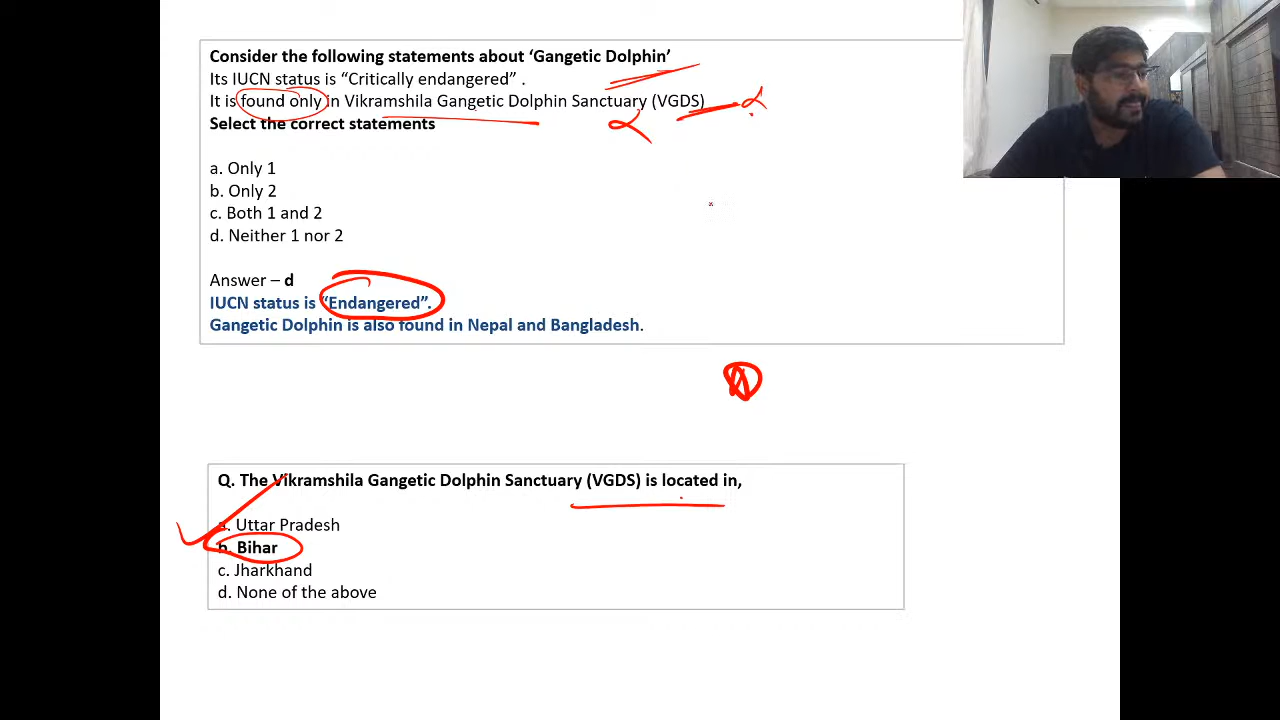 Consider the following statements about ‘Gangetic Dolphin’
Its IUCN status is “Critically endangered” .
It is found only in Vikramshila Gangetic Dolphin Sanctuary (VGDS)
Select the correct statements
a. Only 1
b. Only 2
c. Both 1 and 2
d. Neither 1 nor 2
Answer – d
IUCN status is “Endangered”.
Gangetic Dolphin is also found in Nepal and Bangladesh.
Q. The Vikramshila Gangetic Dolphin Sanctuary (VGDS) is located in,
a. Uttar Pradesh
b. Bihar
c. Jharkhand
d. None of the above